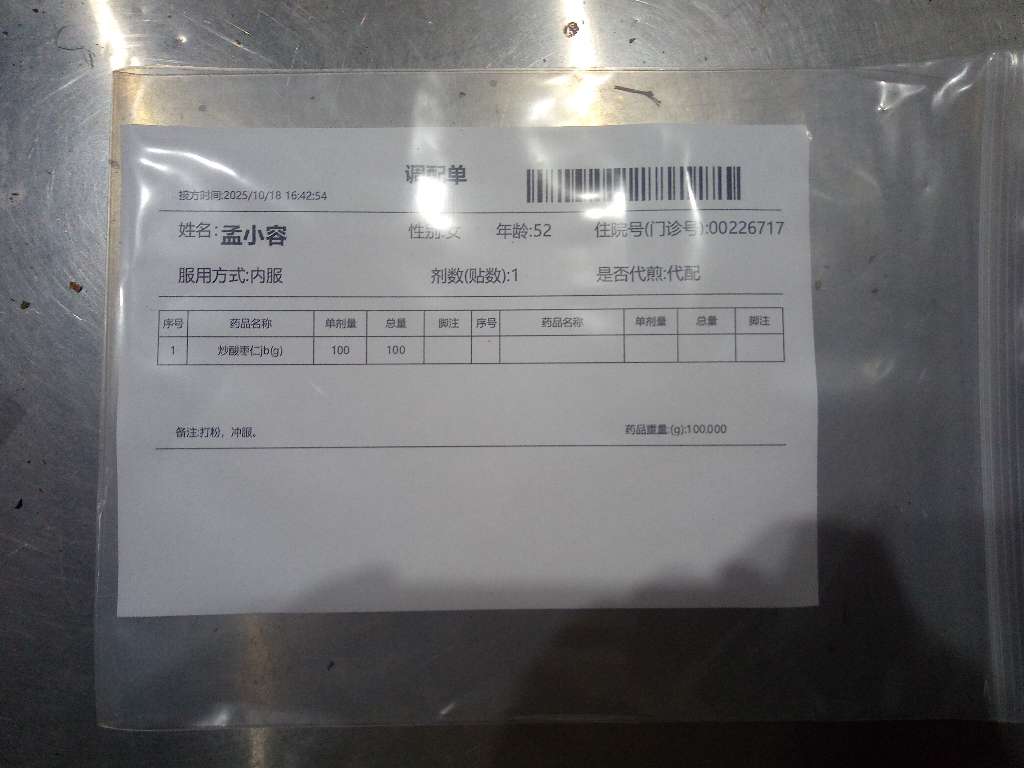 调配单
接方时间:2025/10/18 16:42:54
姓名:孟小容 性别:女 年龄:52 住院号(门诊号):00226717
服用方式:内服 剂数(贴数):1 是否代煎:代配
序号 药品名称 单剂量 总量 脚注 序号 药品名称 单剂量 总量 脚注
1 炒酸枣仁jb(g) 100 100
备注:打粉，冲服。 药品重量:(g):100.000